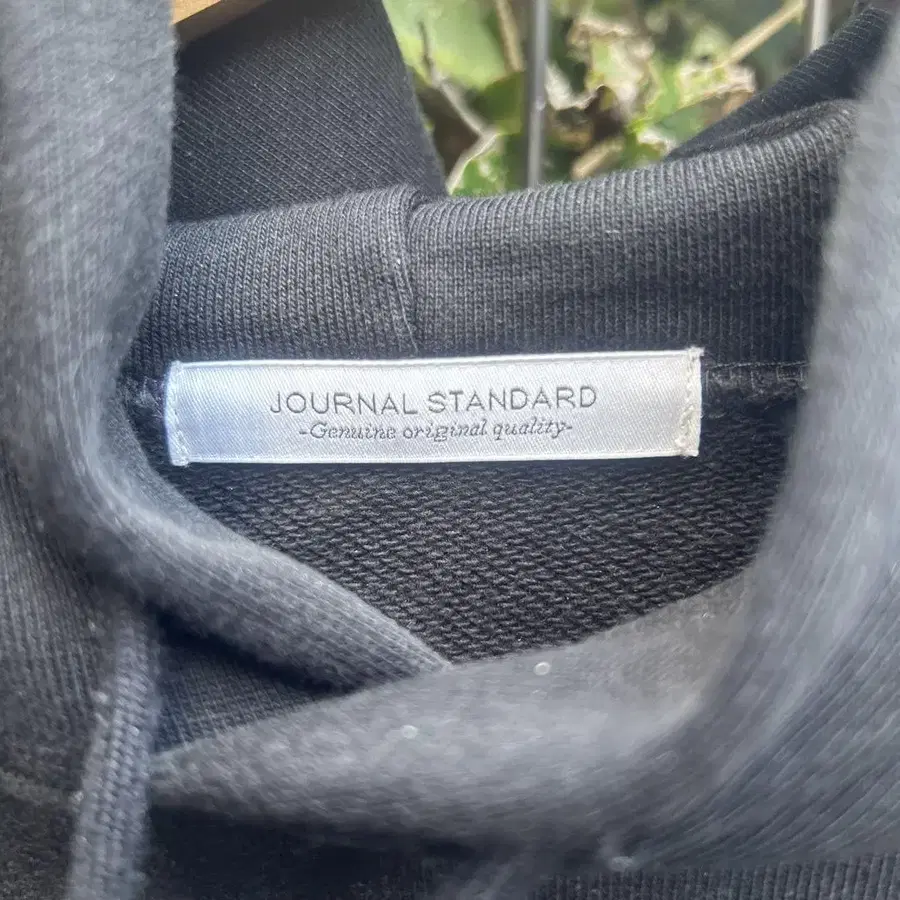 JOURNAL STANDARD
-Genuine original quality-